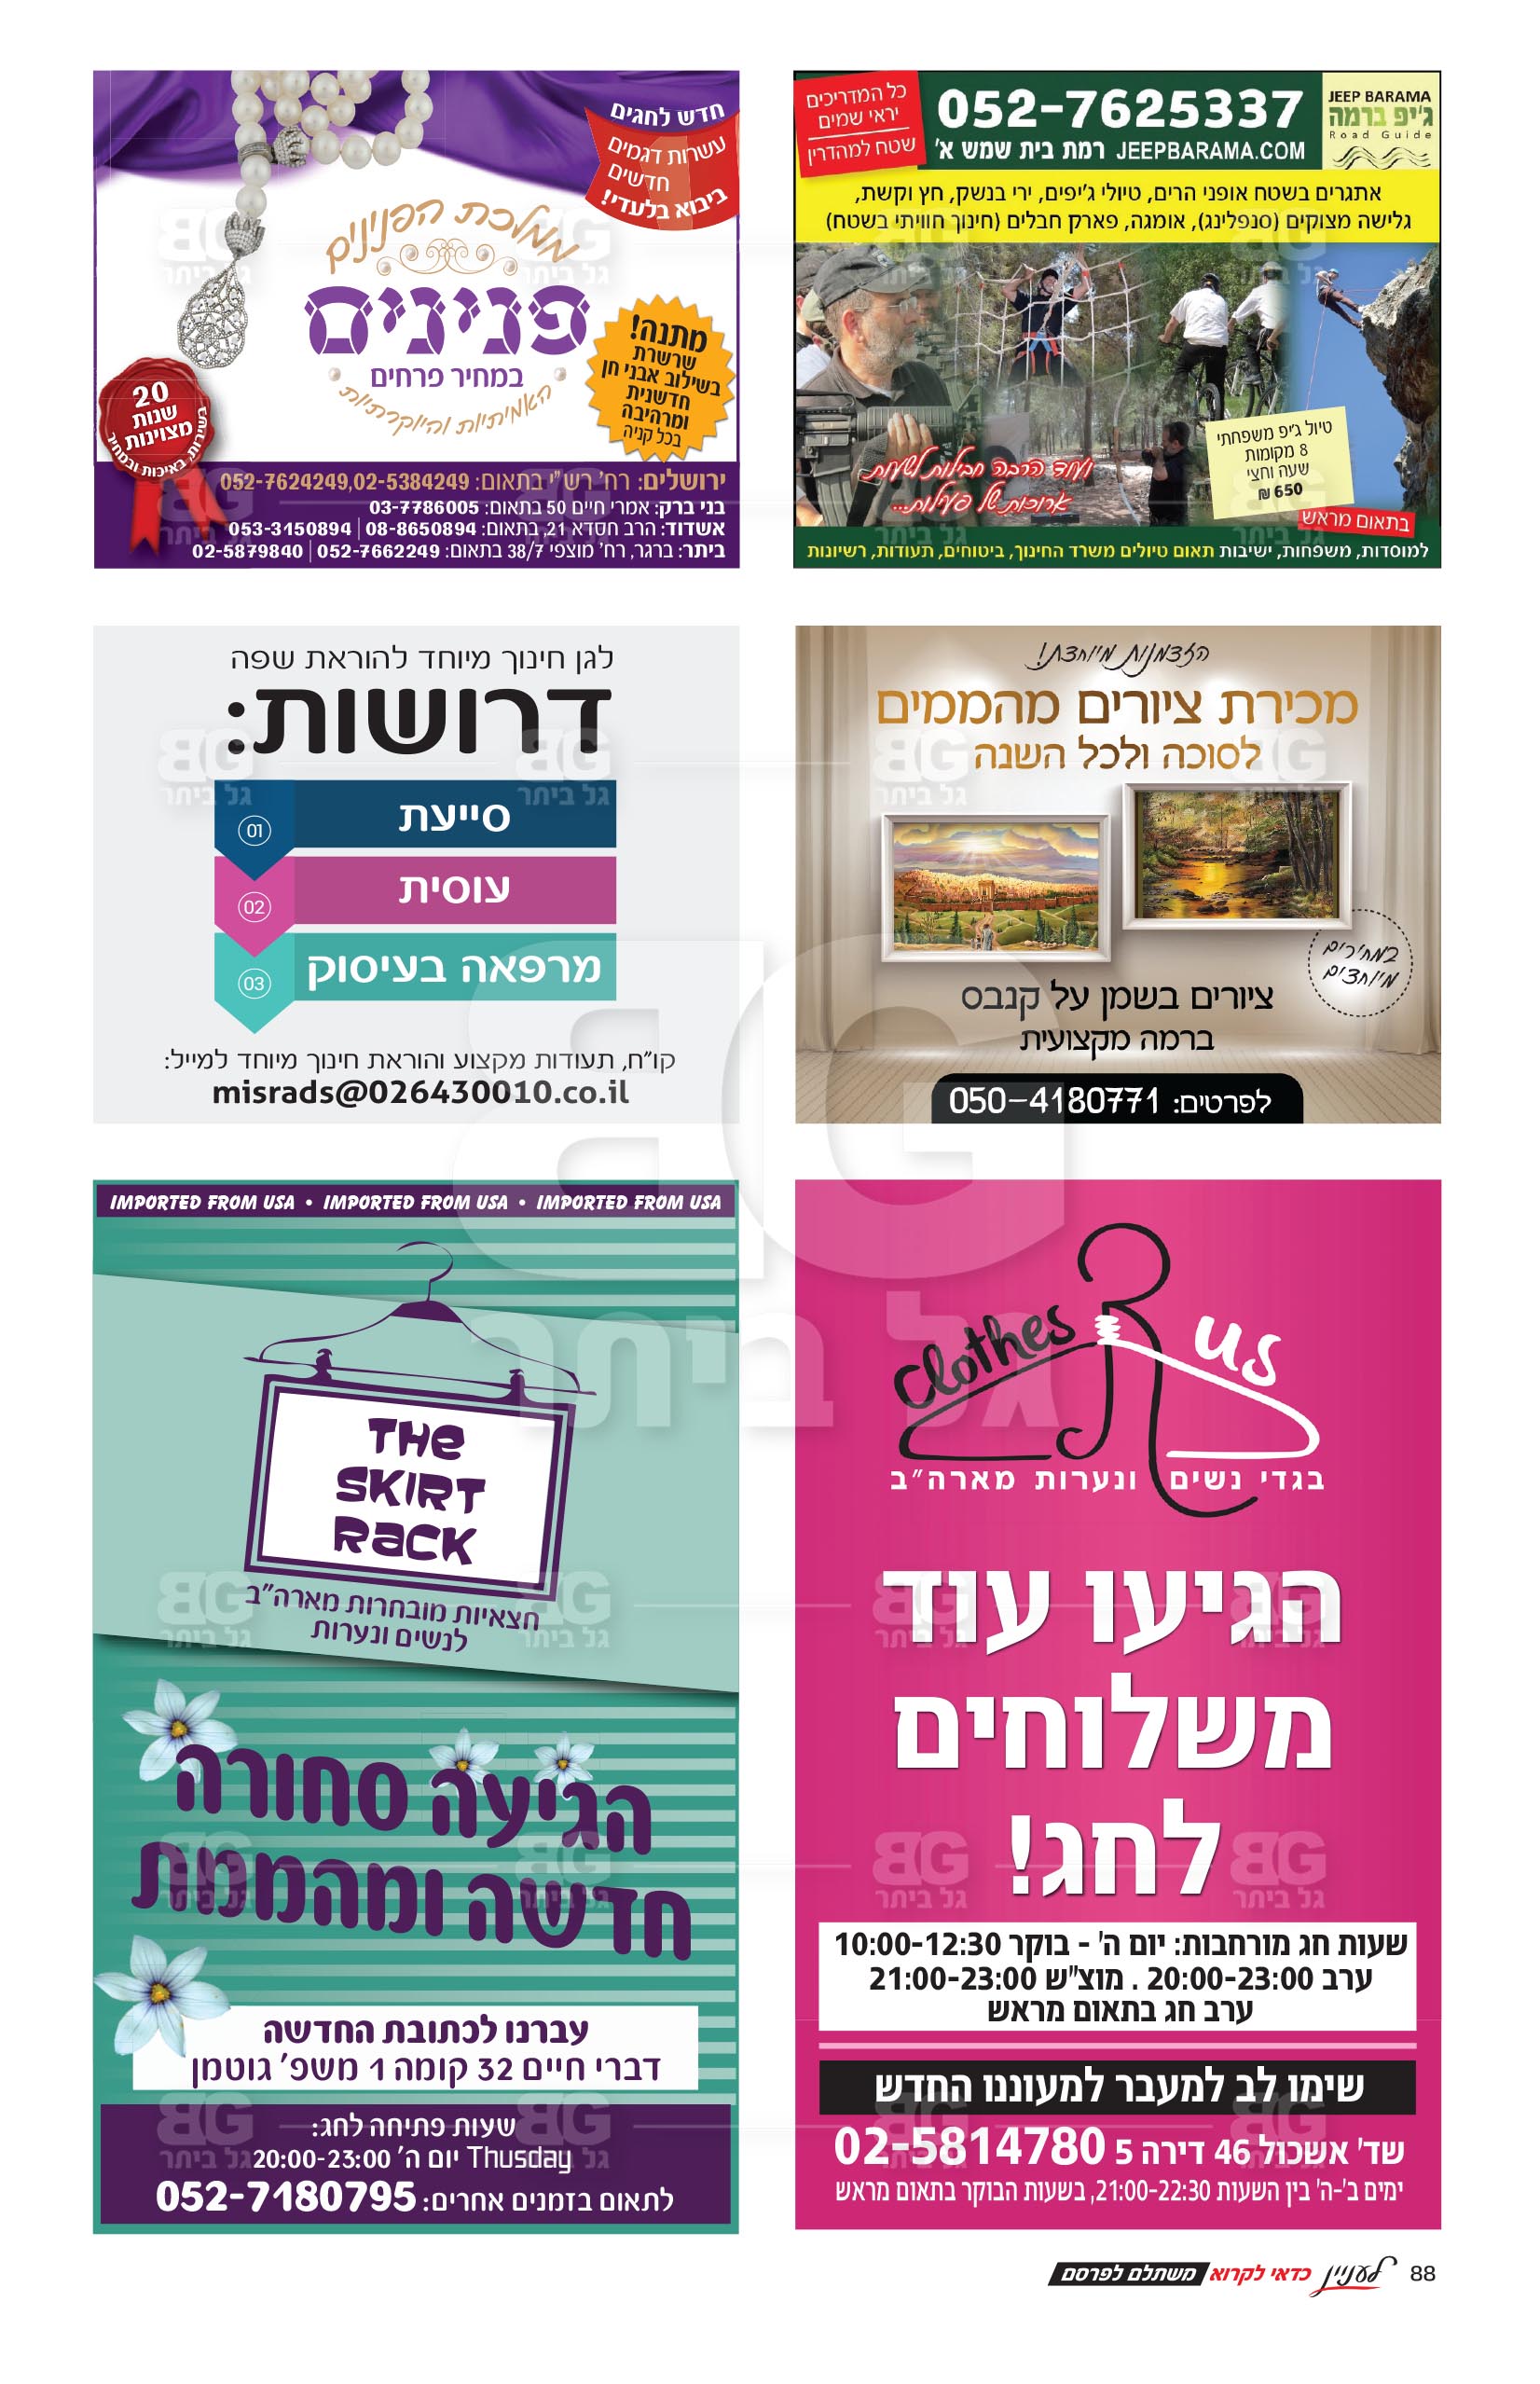 כל המדריכים
יראי שמים
שטח למהדרין
052-7625337
JEEPBARAMA.COM רמת בית שמש א'
JEEP BARAMA
ג'יפ ברמה
Road Guide
אתגרים בשטח אופני הרים, טיולי ג'יפים, ירי בנשק, חץ וקשת,
גלישה מצוקים (סנפלינג), אומגה, פארק חבלים (חינוך חוויתי בשטח)
ועוד הרבה חבילות לשעות
ארוכות של פעילות..
טיול ג'יפ משפחתי
8 מקומות
שעה וחצי
650 ₪
בתאום מראש
למוסדות, משפחות, ישיבות תאום טיולים משרד החינוך, ביטוחים, תעודות, רשיונות
חדש לחגים
עשרות דגמים
חדשים
ביבוא בלעדי!
ממלכת הפנינים
פנינים
במחיר פרחים
האמיתיות והיוקרתיות
מתנה!
שרשרת
בשילוב אבני חן
חדשנית
ומרהיבה
בכל קניה
20
שנות
מצוינות
בשירות, באיכות ובמחיר
ירושלים: רח' רש"י בתאום: 052-7624249,02-5384249
בני ברק: אמרי חיים 50 בתאום: 03-7786005
אשדוד: הרב חסדא 21, בתאום: 08-8650894 | 053-3150894
ביתר: ברגר, רח' מוצפי 38/7 בתאום: 052-7662249 | 02-5879840
הזדמנות מיוחדת!
מכירת ציורים מהממים
לסוכה ולכל השנה
במחירים
מיוחדים
ציורים בשמן על קנבס
ברמה מקצועית
לפרטים: 050-4180771
לגן חינוך מיוחד להוראת שפה
דרושות:
01 סייעת
02 עוסית
03 מרפאה בעיסוק
קו"ח, תעודות מקצוע והוראת חינוך מיוחד למייל:
misrads@026430010.co.il
clothes R us
בגדי נשים ונערות מארה"ב
הגיעו עוד
משלוחים
לחג!
שעות חג מורחבות: יום ה' - בוקר 10:00-12:30
ערב 20:00-23:00 . מוצ"ש 21:00-23:00
ערב חג בתאום מראש
שימו לב למעבר למעוננו החדש
שד' אשכול 46 דירה 5 02-5814780
ימים ב'-ה' בין השעות 21:00-22:30, בשעות הבוקר בתאום מראש
IMPORTED FROM USA • IMPORTED FROM USA • IMPORTED FROM USA
THE
SKIRT
RACK
חצאיות מובחרות מארה"ב
לנשים ונערות
הגיעה סחורה
חדשה ומהממת
עברנו לכתובת החדשה
דברי חיים 32 קומה 1 משפ' גוטמן
שעות פתיחה לחג:
Thusday יום ה' 20:00-23:00
לתאום בזמנים אחרים: 052-7180795
BG
גל ביתר
88 לעניין כדאי לקרוא משתלם לפרסם